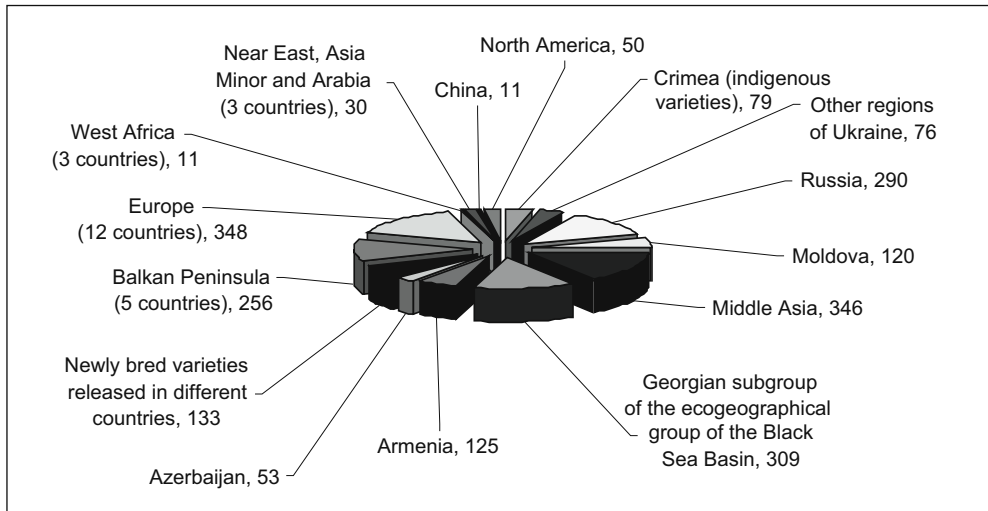 North America, 50
Near East, Asia
Minor and Arabia
(3 countries), 30
China, 11
Crimea (indigenous
varieties), 79
Other regions
of Ukraine, 76
West Africa
(3 countries), 11
Russia, 290
Europe
(12 countries), 348
Moldova, 120
Balkan Peninsula
(5 countries), 256
Middle Asia, 346
Newly bred varieties
released in different
countries, 133
Georgian subgroup
of the ecogeographical
group of the Black
Sea Basin, 309
Armenia, 125
Azerbaijan, 53